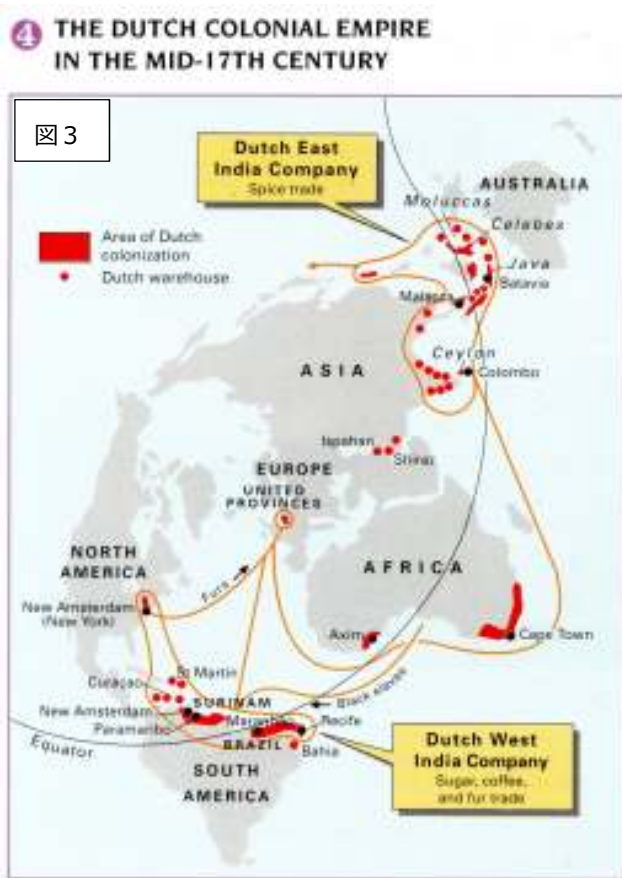 4 THE DUTCH COLONIAL EMPIRE
IN THE MID-17TH CENTURY
図3
Dutch East
India Company
Spice trade
AUSTRALIA
Moluccas
Celebes
Area of Dutch
colonization
Dutch warehouse
Java
Batavia
Malacca
Ceylon
Colombo
ASIA
Ispahan
Shiraz
EUROPE
UNITED
PROVINCES
NORTH
AMERICA
AFRICA
Furs
New Amsterdam
(New York)
Axim
Cape Town
St Martin
Curaçao
SURINAM
Black slaves
New Amsterdam
Recife
Paramaribo
BRAZIL
Bahia
Equator
SOUTH
AMERICA
Dutch West
India Company
Sugar, coffee,
and fur trade